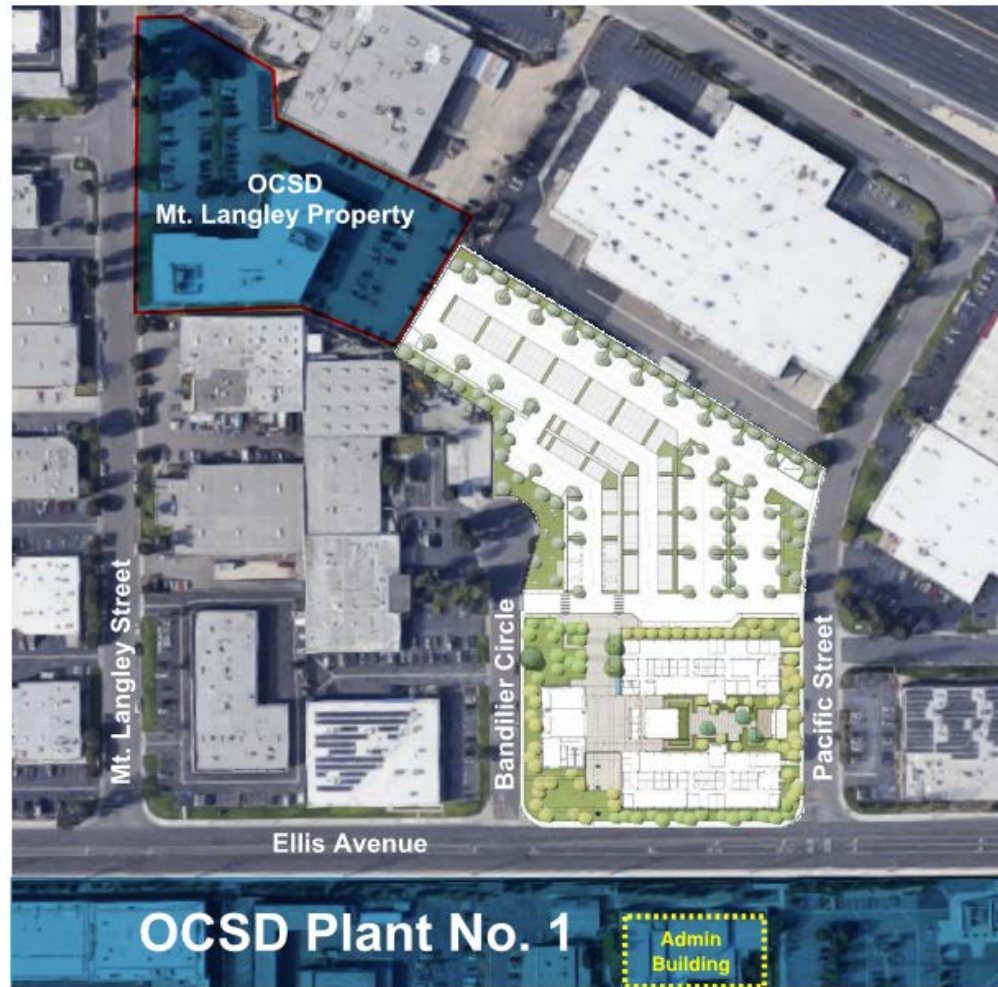 OCSD
Mt. Langley Property
Mt. Langley Street
Bandilier Circle
Pacific Street
Ellis Avenue
OCSD Plant No. 1
Admin
Building